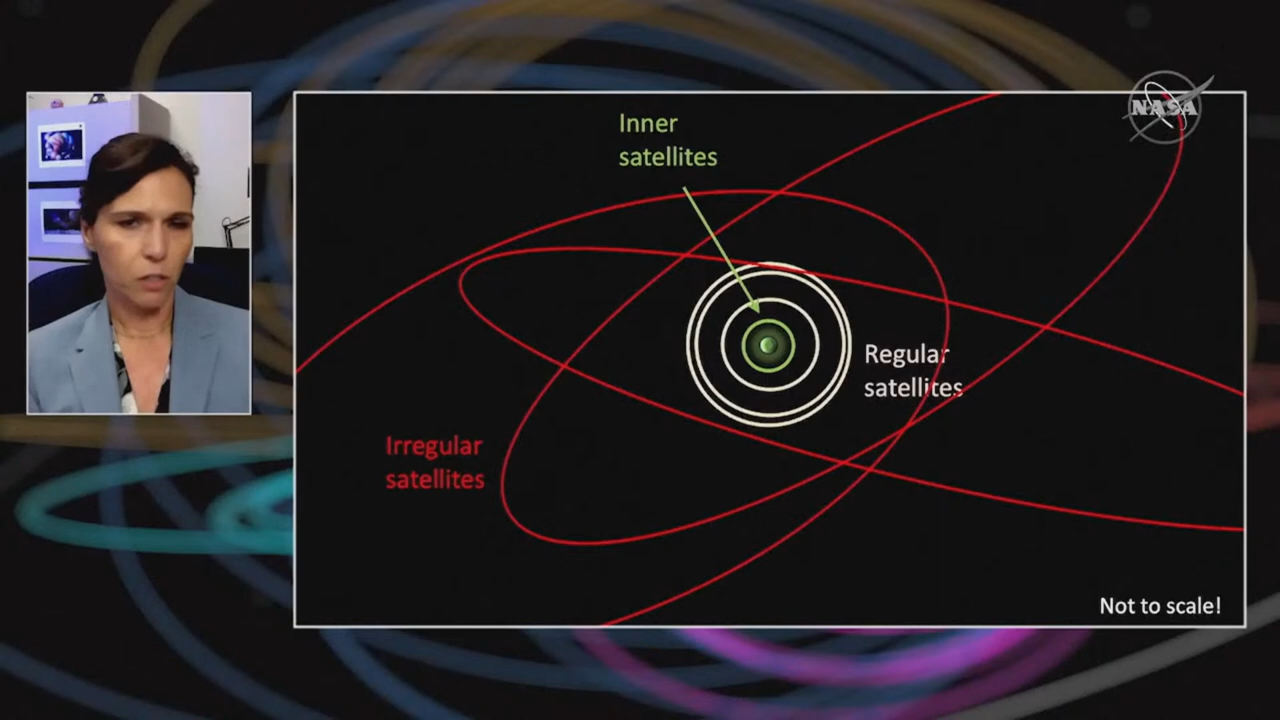 NASA
Inner
satellites
Regular
satellites
Irregular
satellites
Not to scale!